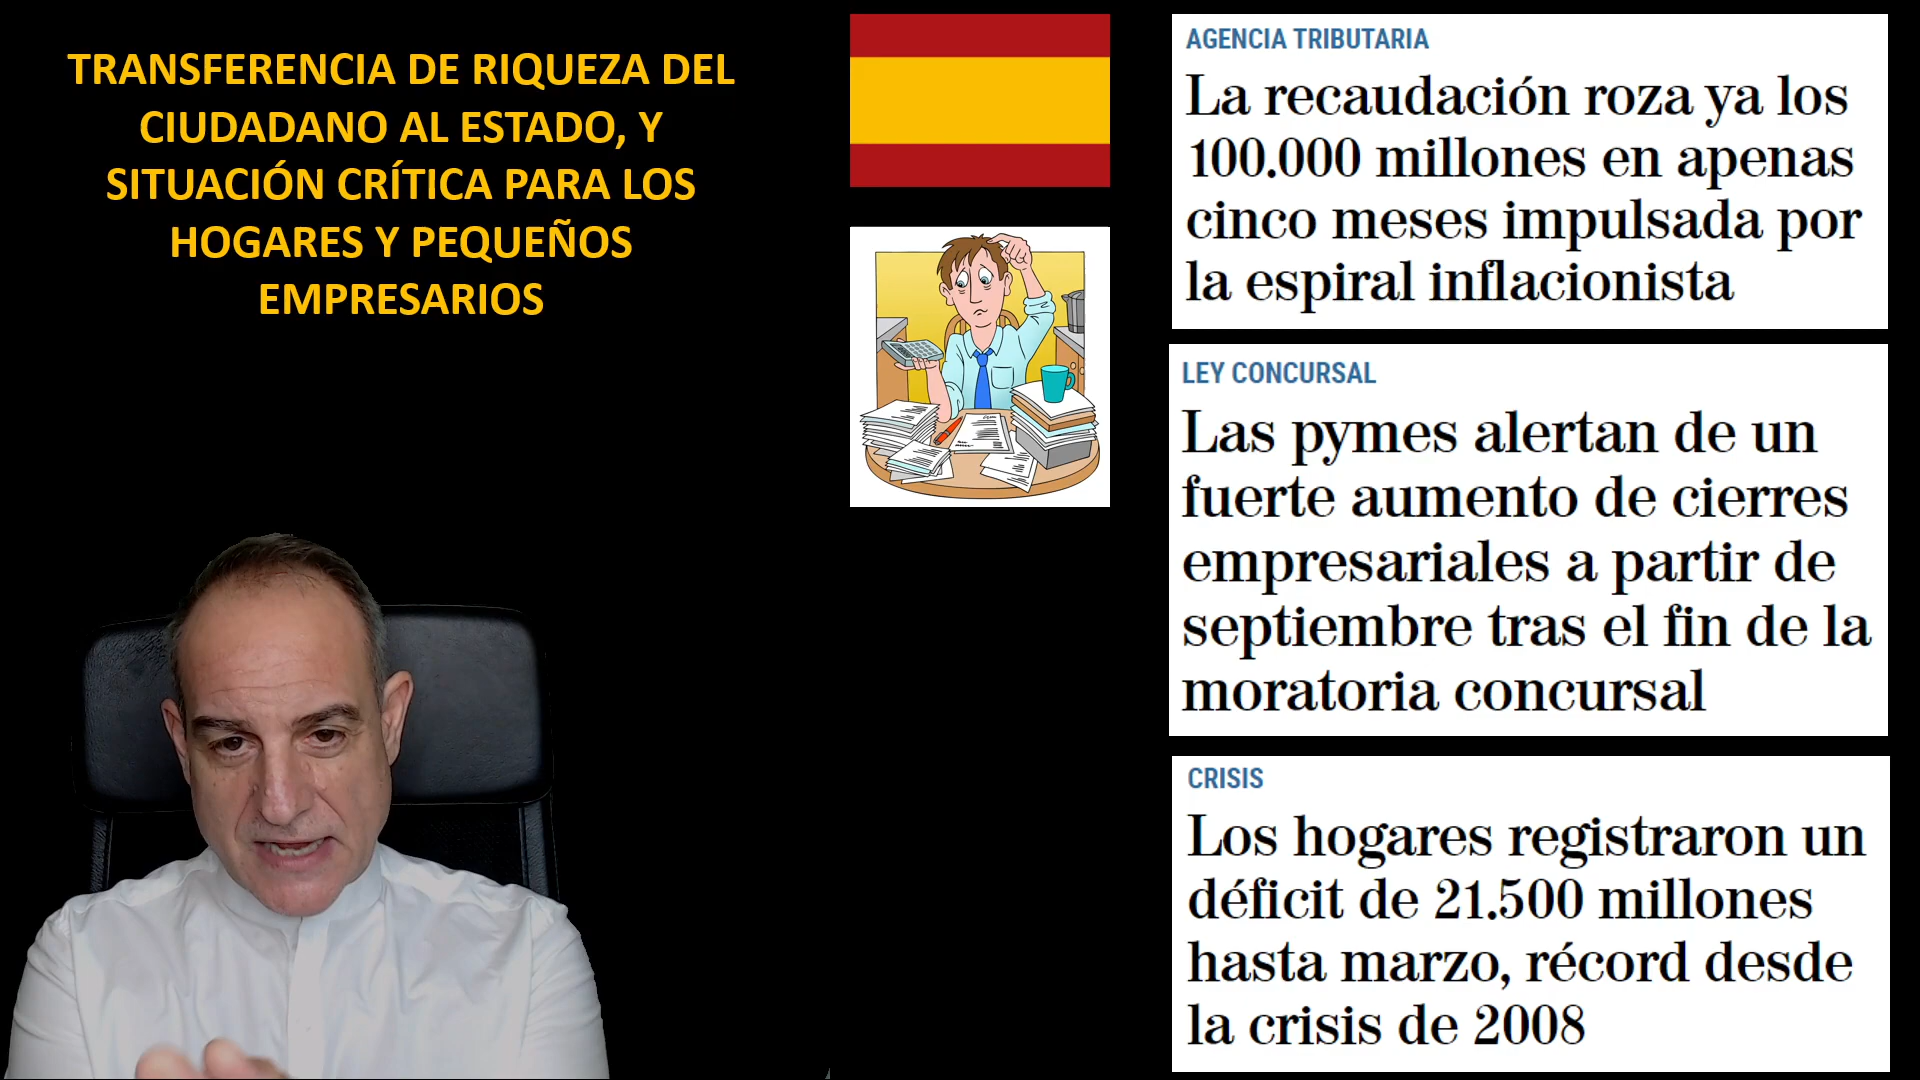 TRANSFERENCIA DE RIQUEZA DEL
CIUDADANO AL ESTADO, Y
SITUACIÓN CRÍTICA PARA LOS
HOGARES Y PEQUEÑOS
EMPRESARIOS
AGENCIA TRIBUTARIA
La recaudación roza ya los
100.000 millones en apenas
cinco meses impulsada por
la espiral inflacionista
LEY CONCURSAL
Las pymes alertan de un
fuerte aumento de cierres
empresariales a partir de
septiembre tras el fin de la
moratoria concursal
CRISIS
Los hogares registraron un
déficit de 21.500 millones
hasta marzo, récord desde
la crisis de 2008